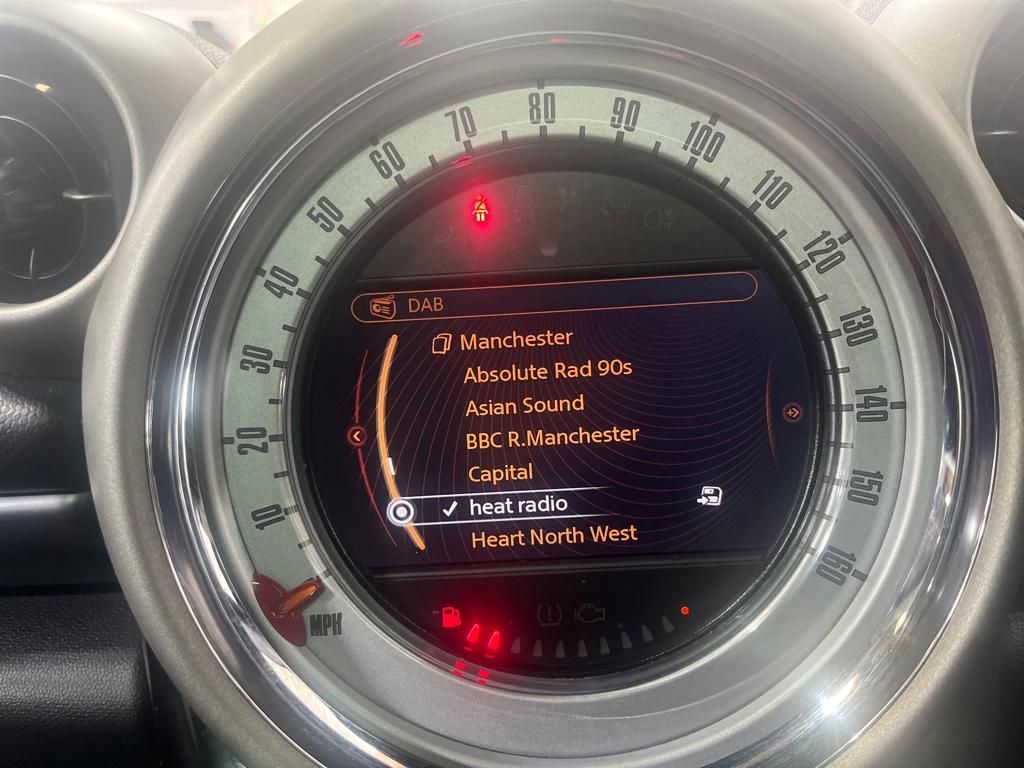 10
20
30
40
50
60
70
80
90
100
110
120
130
140
150
160
MPH
DAB
Manchester
Absolute Rad 90s
Asian Sound
BBC R.Manchester
Capital
heat radio
Heart North West